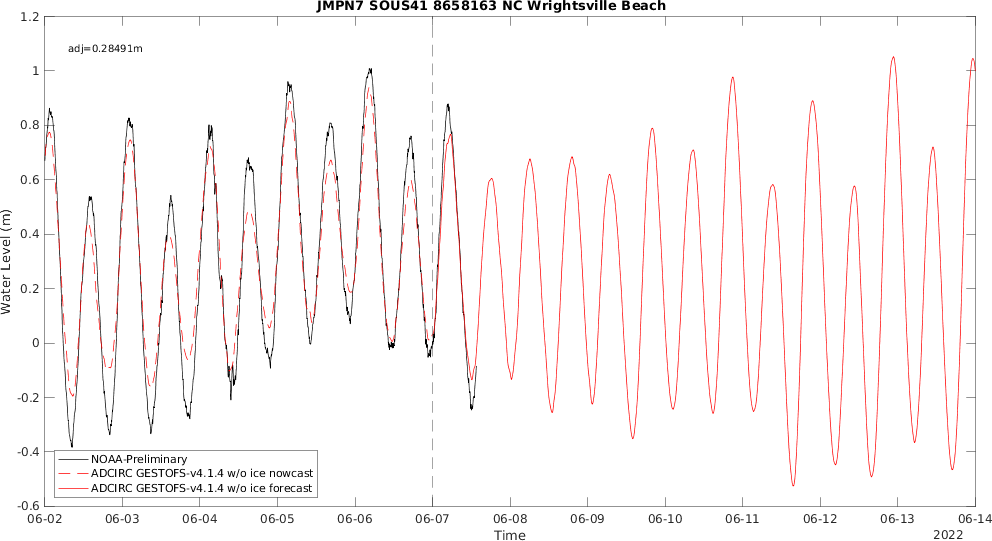 JMPN7 SOUS41 8658163 NC Wrightsville Beach
adj=0.28491m
Water Level (m)
1.2
1
0.8
0.6
0.4
0.2
0
-0.2
-0.4
-0.6
NOAA-Preliminary
ADCIRC GESTOFS-v4.1.4 w/o ice nowcast
ADCIRC GESTOFS-v4.1.4 w/o ice forecast
06-02 06-03 06-04 06-05 06-06 06-07 06-08 06-09 06-10 06-11 06-12 06-13 06-14
Time
2022